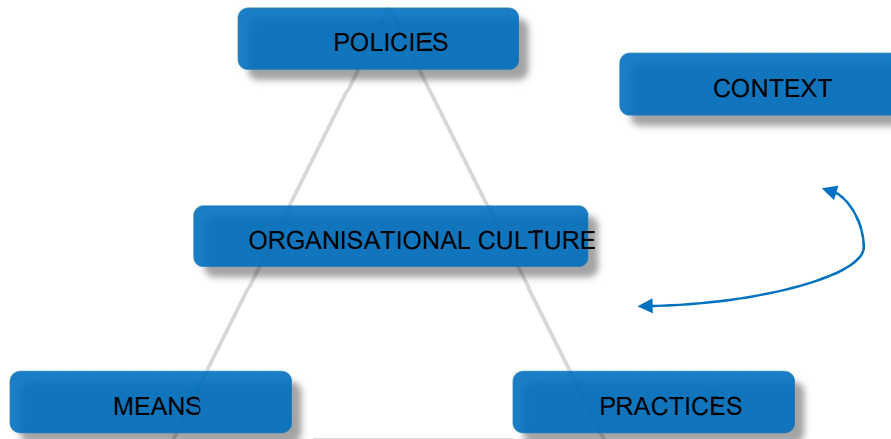 POLICIES
CONTEXT
ORGANISATIONAL CULTURE
MEANS
PRACTICES